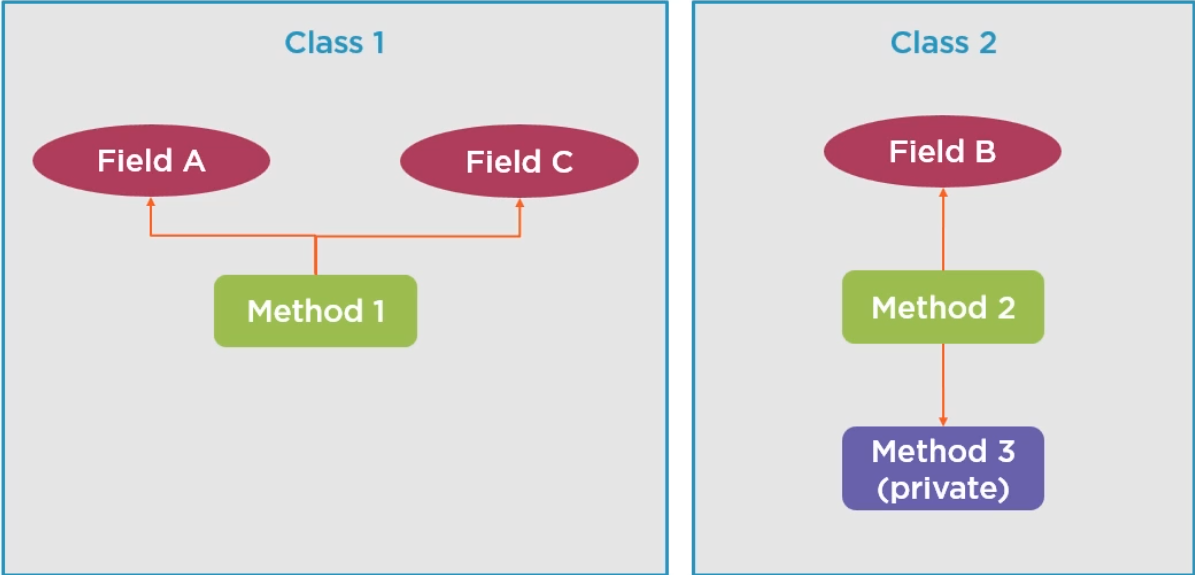 Class 1
Field A
Field C
Method 1
Class 2
Field B
Method 2
Method 3
(private)